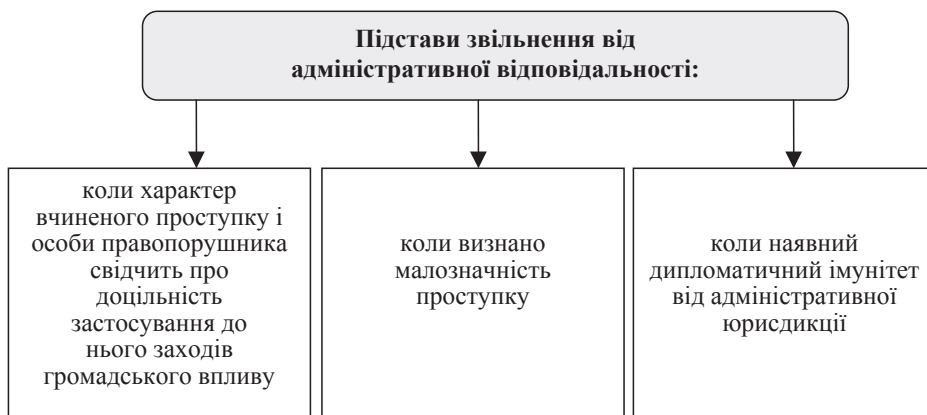 Підстави звільнення від
адміністративної відповідальності:
коли характер
вчиненого проступку і
особи правопорушника
свідчить про
доцільність
застосування до
нього заходів
громадського впливу
коли визнано
малозначність
проступку
коли наявний
дипломатичний імунітет
від адміністративної
юрисдикції